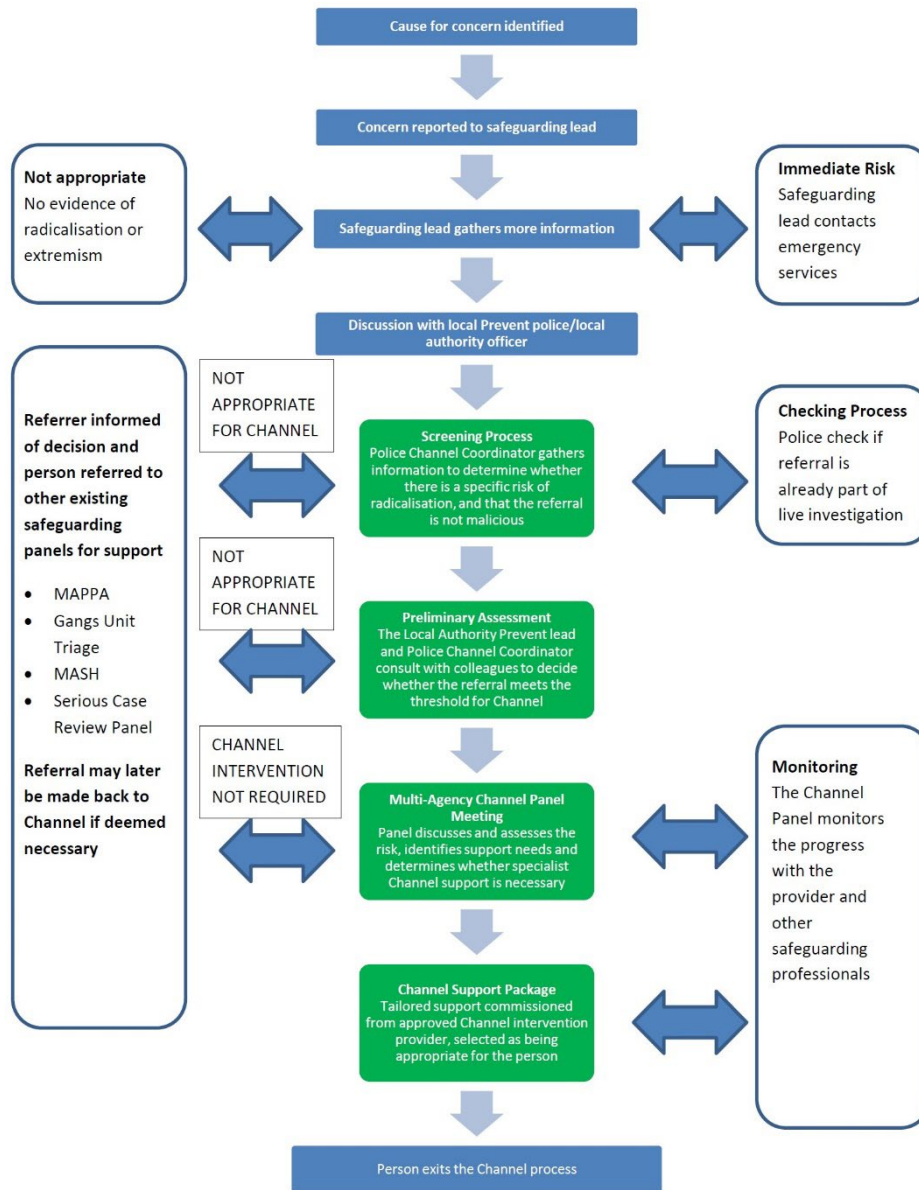 Cause for concern identified
Concern reported to safeguarding lead
Not appropriate
No evidence of
radicalisation or
extremism
Safeguarding lead gathers more information
Immediate Risk
Safeguarding
lead contacts
emergency
services
Discussion with local Prevent police/local
authority officer
Referrer informed
of decision and
person referred to
other existing
safeguarding
panels for support
• MAPPA
• Gangs Unit
Triage
• MASH
• Serious Case
Review Panel
Referral may later
be made back to
Channel if deemed
necessary
NOT
APPROPRIATE
FOR CHANNEL
Screening Process
Police Channel Coordinator gathers
information to determine whether
there is a specific risk of
radicalisation, and that the referral
is not malicious
Checking Process
Police check if
referral is
already part of
live investigation
NOT
APPROPRIATE
FOR CHANNEL
Preliminary Assessment
The Local Authority Prevent lead
and Police Channel Coordinator
consult with colleagues to decide
whether the referral meets the
threshold for Channel
CHANNEL
INTERVENTION
NOT REQUIRED
Multi-Agency Channel Panel
Meeting
Panel discusses and assesses the
risk, identifies support needs and
determines whether specialist
Channel support is necessary
Monitoring
The Channel
Panel monitors
the progress
with the
provider and
other
safeguarding
professionals
Channel Support Package
Tailored support commissioned
from approved Channel intervention
provider, selected as being
appropriate for the person
Person exits the Channel process